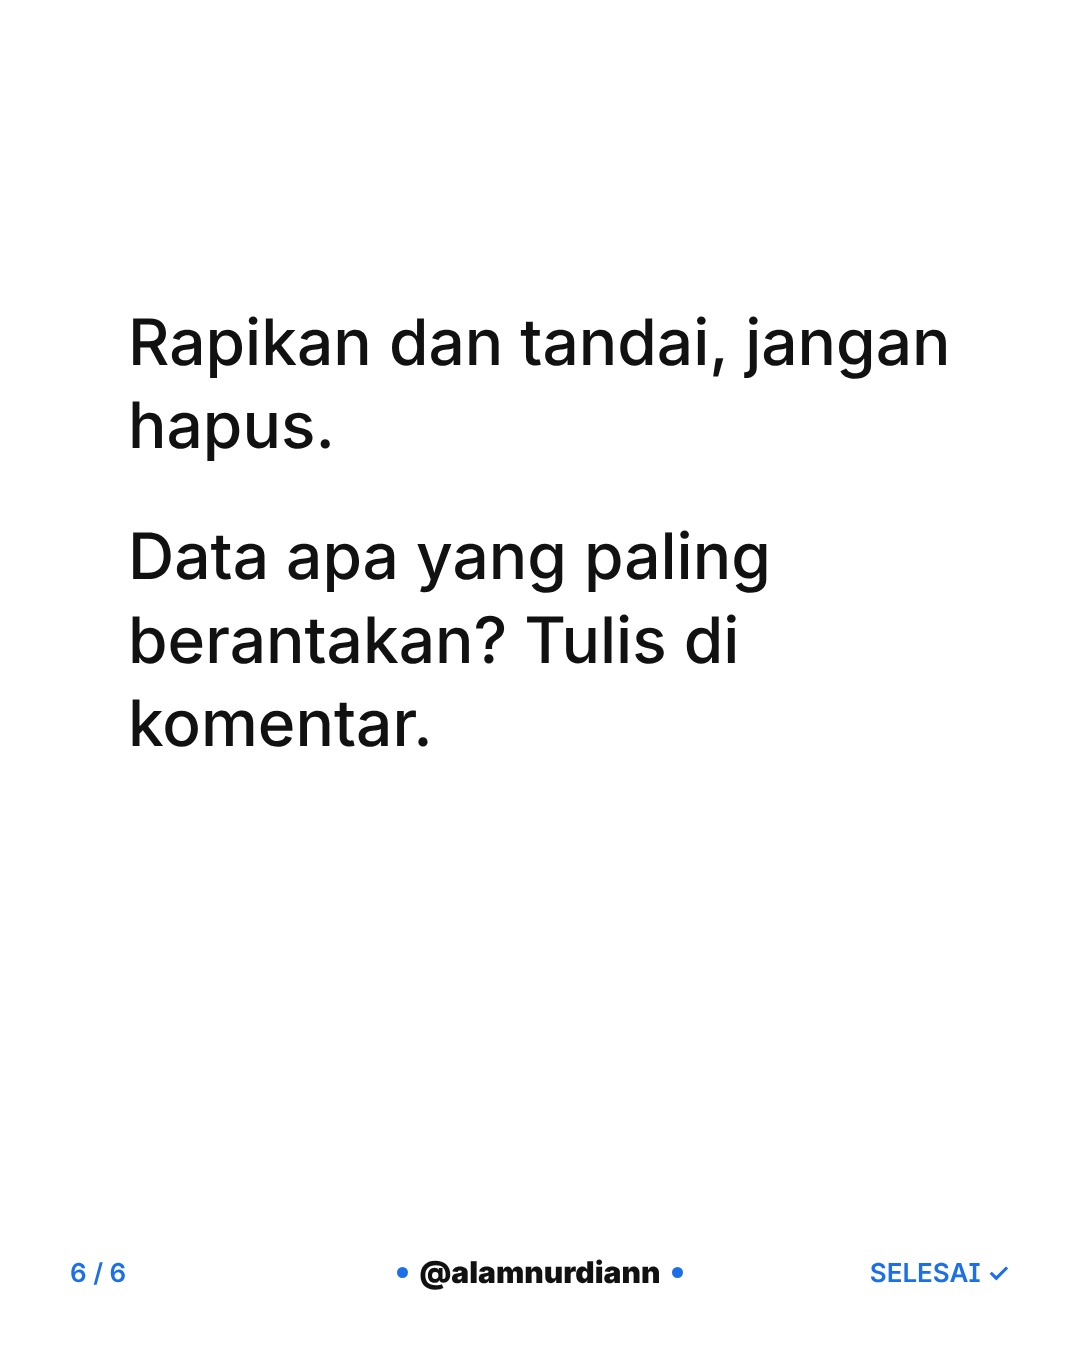 Rapikan dan tandai, jangan
hapus.
Data apa yang paling
berantakan? Tulis di
komentar.
6 / 6
• @alamnurdiann •
SELESAI ✓